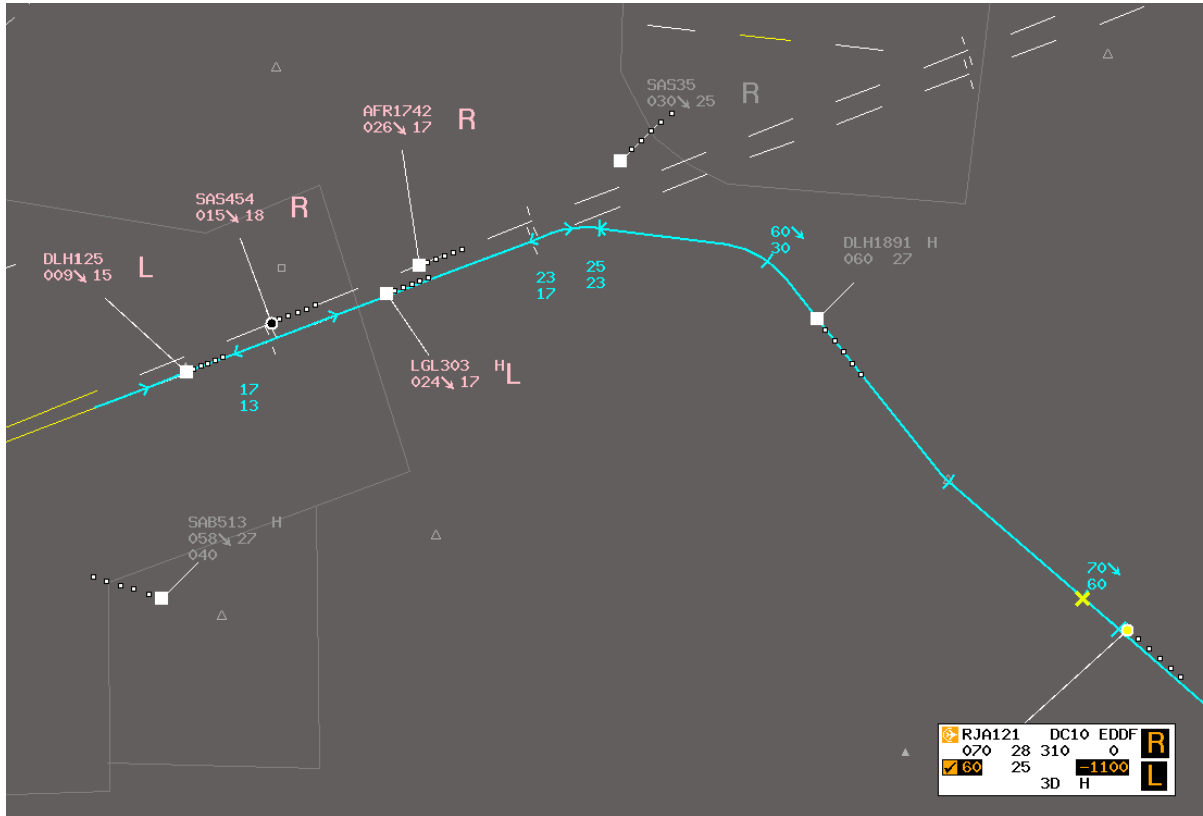 SAS35
030↘ 25 R
AFR1742
026↘ 17 R
SAS454
015↘ 18 R
DLH125
009↘ 15 L
60↘
30
DLH1891 H
060 27
23
17
25
23
LGL303 H
024↘ 17 L
17
13
SAB513 H
058↘ 27
040
70↘
60
RJA121 DC10 EDDF R
070 28 310 0
60 25 -1100 L
3D H